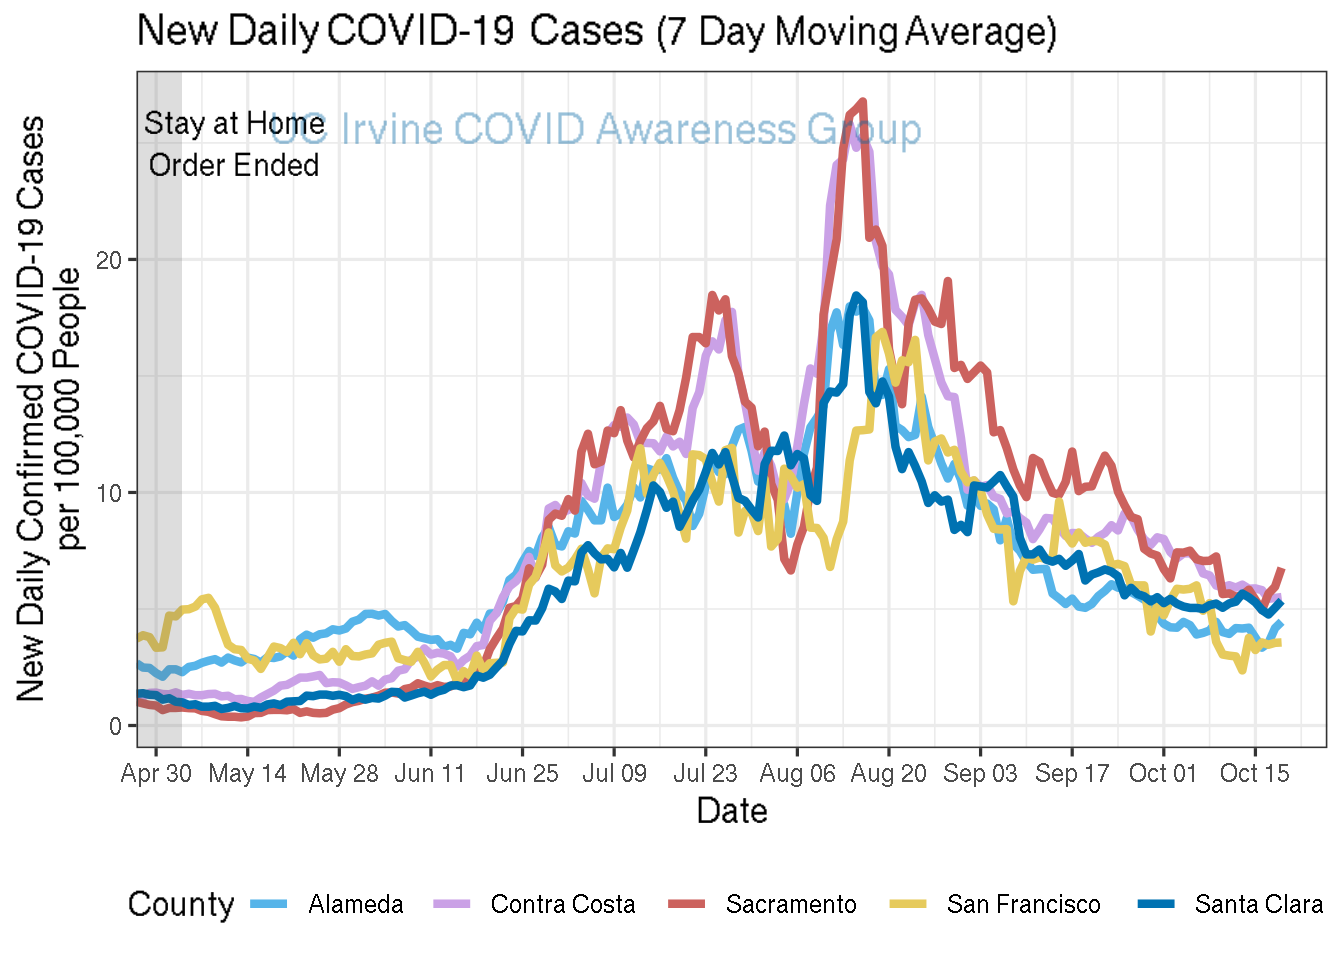 New Daily COVID-19 Cases (7 Day Moving Average)
Stay at Home
Order Ended
UC Irvine COVID Awareness Group
New Daily Confirmed COVID-19 Cases
per 100,000 People
20
10
0
Apr 30 May 14 May 28 Jun 11 Jun 25 Jul 09 Jul 23 Aug 06 Aug 20 Sep 03 Sep 17 Oct 01 Oct 15
Date
County Alameda Contra Costa Sacramento San Francisco Santa Clara